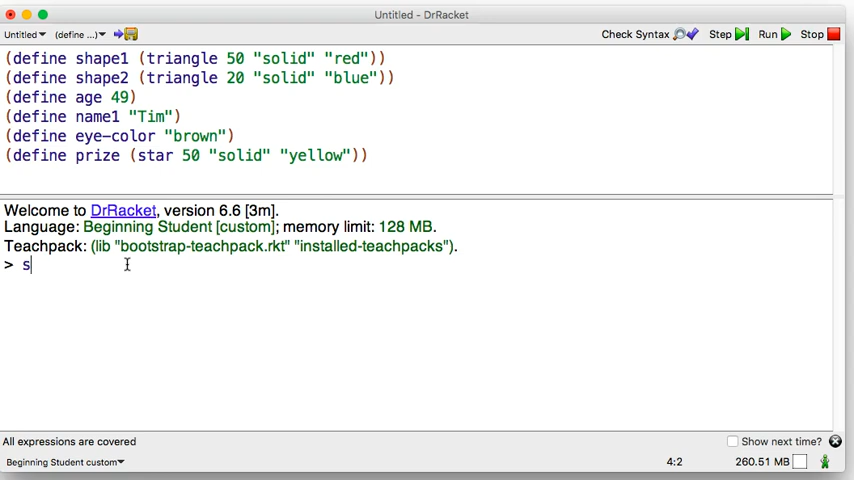 Untitled - DrRacket
Untitled▾ (define ...)▾ Check Syntax Step Run Stop
(define shape1 (triangle 50 "solid" "red"))
(define shape2 (triangle 20 "solid" "blue"))
(define age 49)
(define name1 "Tim")
(define eye-color "brown")
(define prize (star 50 "solid" "yellow"))
Welcome to DrRacket, version 6.6 [3m].
Language: Beginning Student [custom]; memory limit: 128 MB.
Teachpack: (lib "bootstrap-teachpack.rkt" "installed-teachpacks").
> s
All expressions are covered Show next time?
Beginning Student custom▾ 4:2 260.51 MB